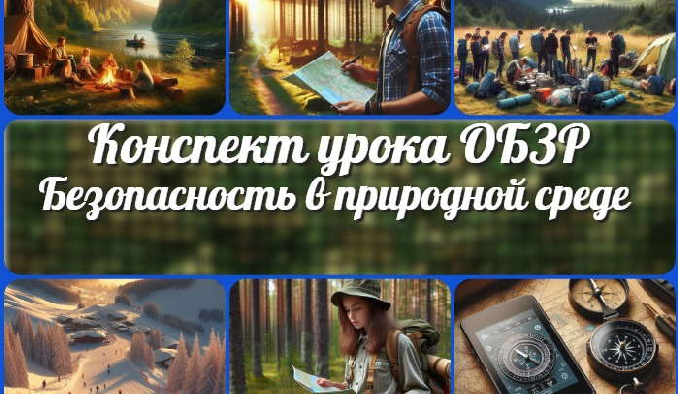 Конспект урока ОБЗР
Безопасность в природной среде